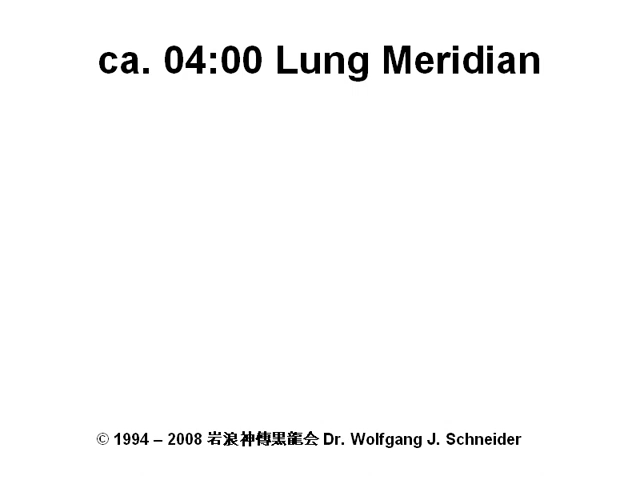 ca. 04:00 Lung Meridian
© 1994 – 2008 岩浪神傳黒龍会 Dr. Wolfgang J. Schneider